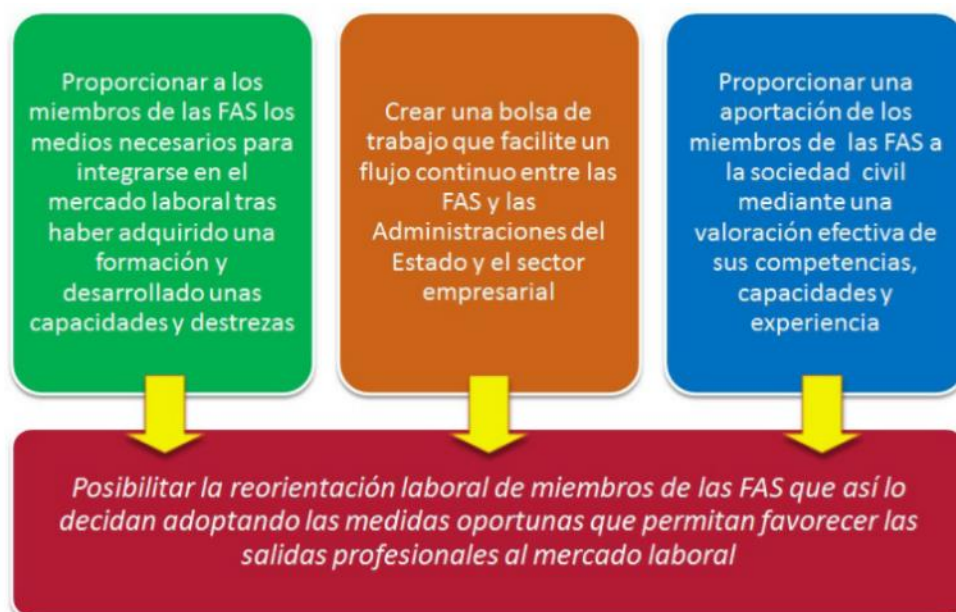 Proporcionar a los
miembros de las FAS los
medios necesarios para
integrarse en el
mercado laboral tras
haber adquirido una
formación y
desarrollado unas
capacidades y destrezas
Crear una bolsa de
trabajo que facilite un
flujo continuo entre las
FAS y las
Administraciones del
Estado y el sector
empresarial
Proporcionar una
aportación de los
miembros de las FAS a
la sociedad civil
mediante una
valoración efectiva de
sus competencias,
capacidades y
experiencia
Posibilitar la reorientación laboral de miembros de las FAS que así lo
decidan adoptando las medidas oportunas que permitan favorecer las
salidas profesionales al mercado laboral